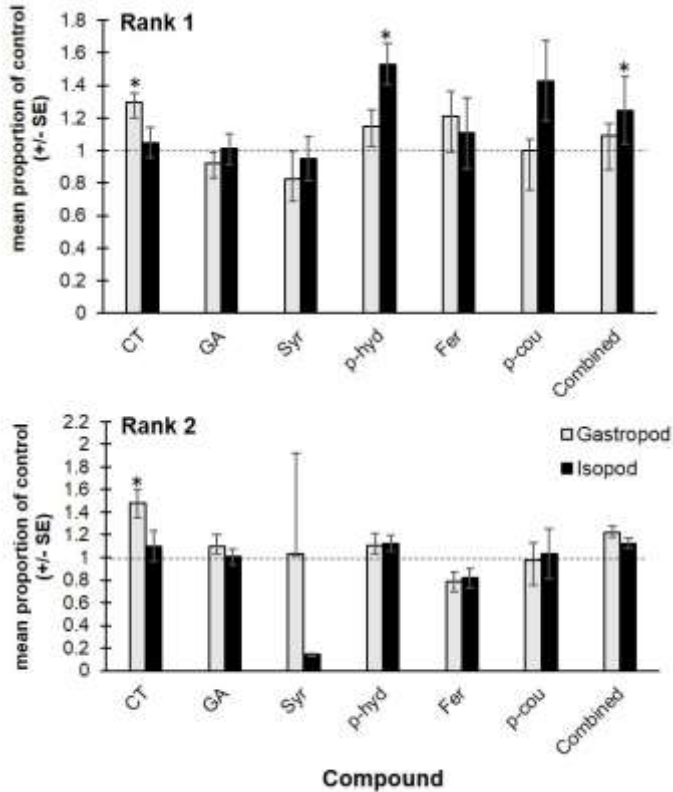 mean proportion of control
(+/- SE)
1.8
1.6
1.4
1.2
1
0.8
0.6
0.4
0.2
0
Rank 1
*
*
*
CT
GA
Syr
p-hyd
Fer
p-cou
Combined
mean proportion of control
(+/- SE)
2.2
2
1.8
1.6
1.4
1.2
1
0.8
0.6
0.4
0.2
0
Rank 2
*
Gastropod
Isopod
CT
GA
Syr
p-hyd
Fer
p-cou
Combined
Compound